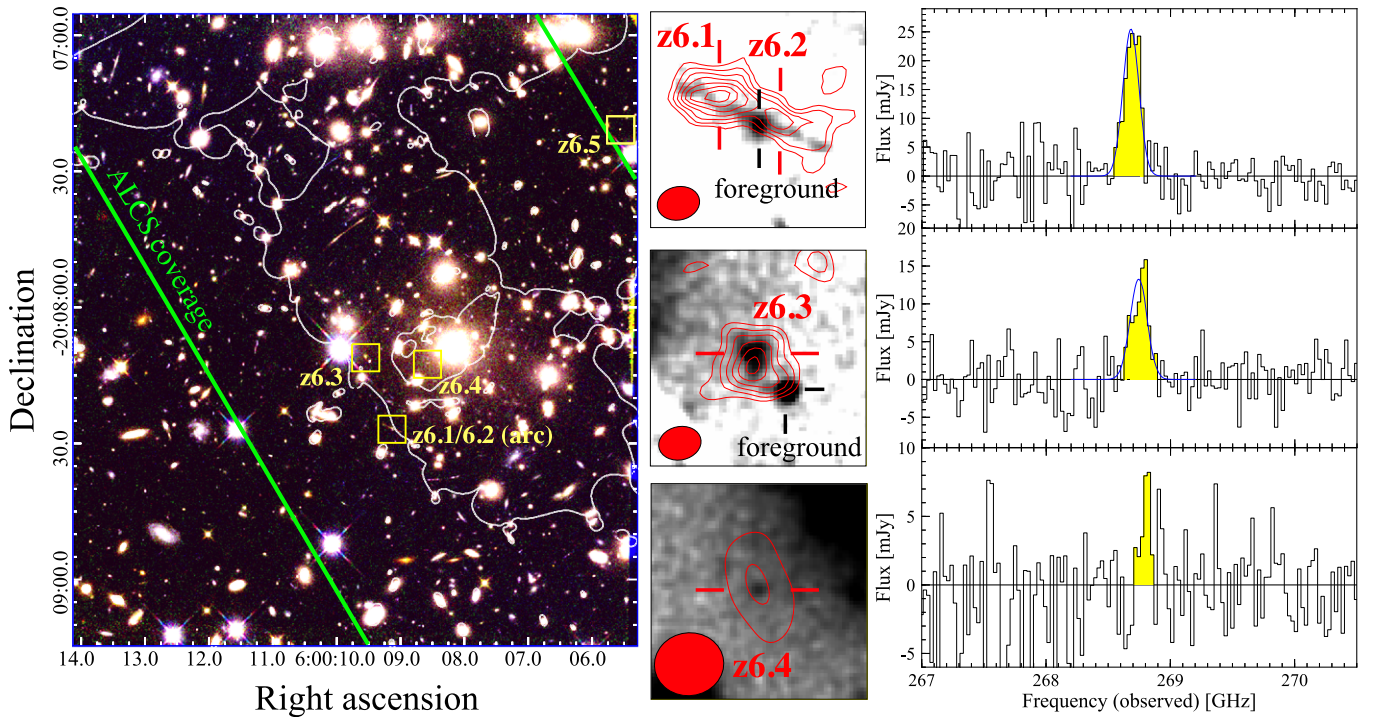 Declination
07:00.0
30.0
-20:08:00.0
30.0
09:00.0
ALCS coverage
z6.5
z6.3
z6.4
z6.1/6.2 (arc)
14.0 13.0 12.0 11.0 6:00:10.0 09.0 08.0 07.0 06.0
Right ascension
z6.1
z6.2
foreground
z6.3
foreground
z6.4
Flux [mJy]
25
20
15
10
5
0
-5
20
Flux [mJy]
15
10
5
0
-5
10
Flux [mJy]
5
0
-5
267 268 269 270
Frequency (observed) [GHz]